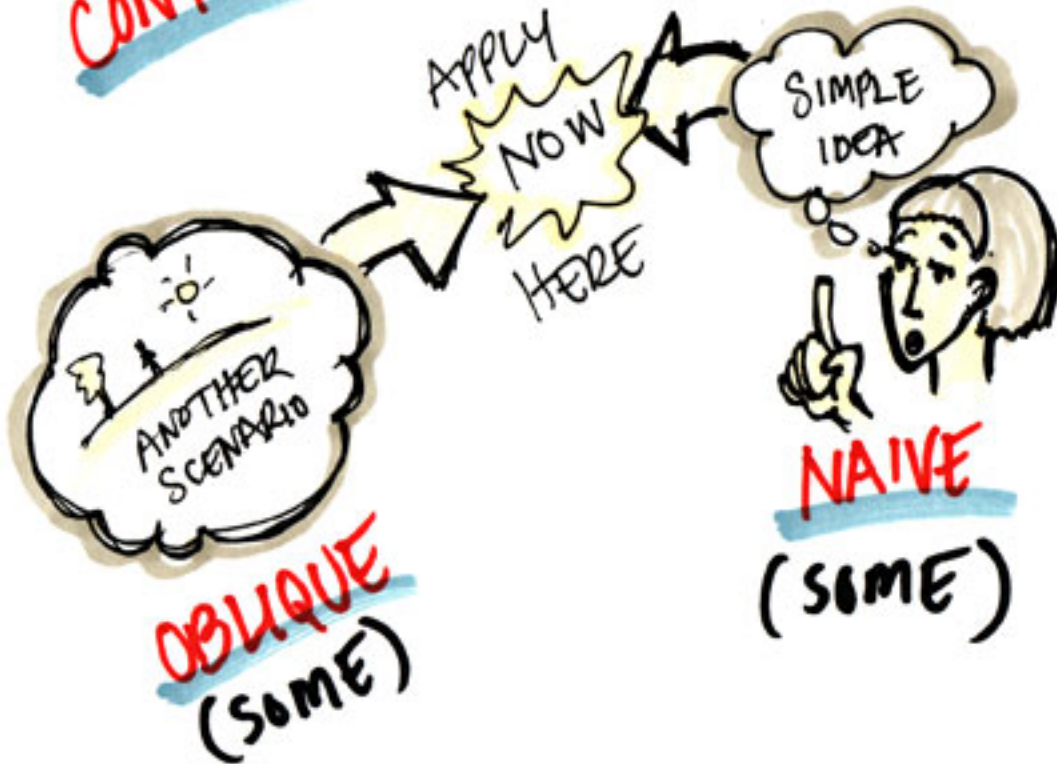 APPLY
NOW
HERE
SIMPLE
IDEA
ANOTHER
SCENARIO
NAIVE
(SOME)
OBLIQUE
(SOME)